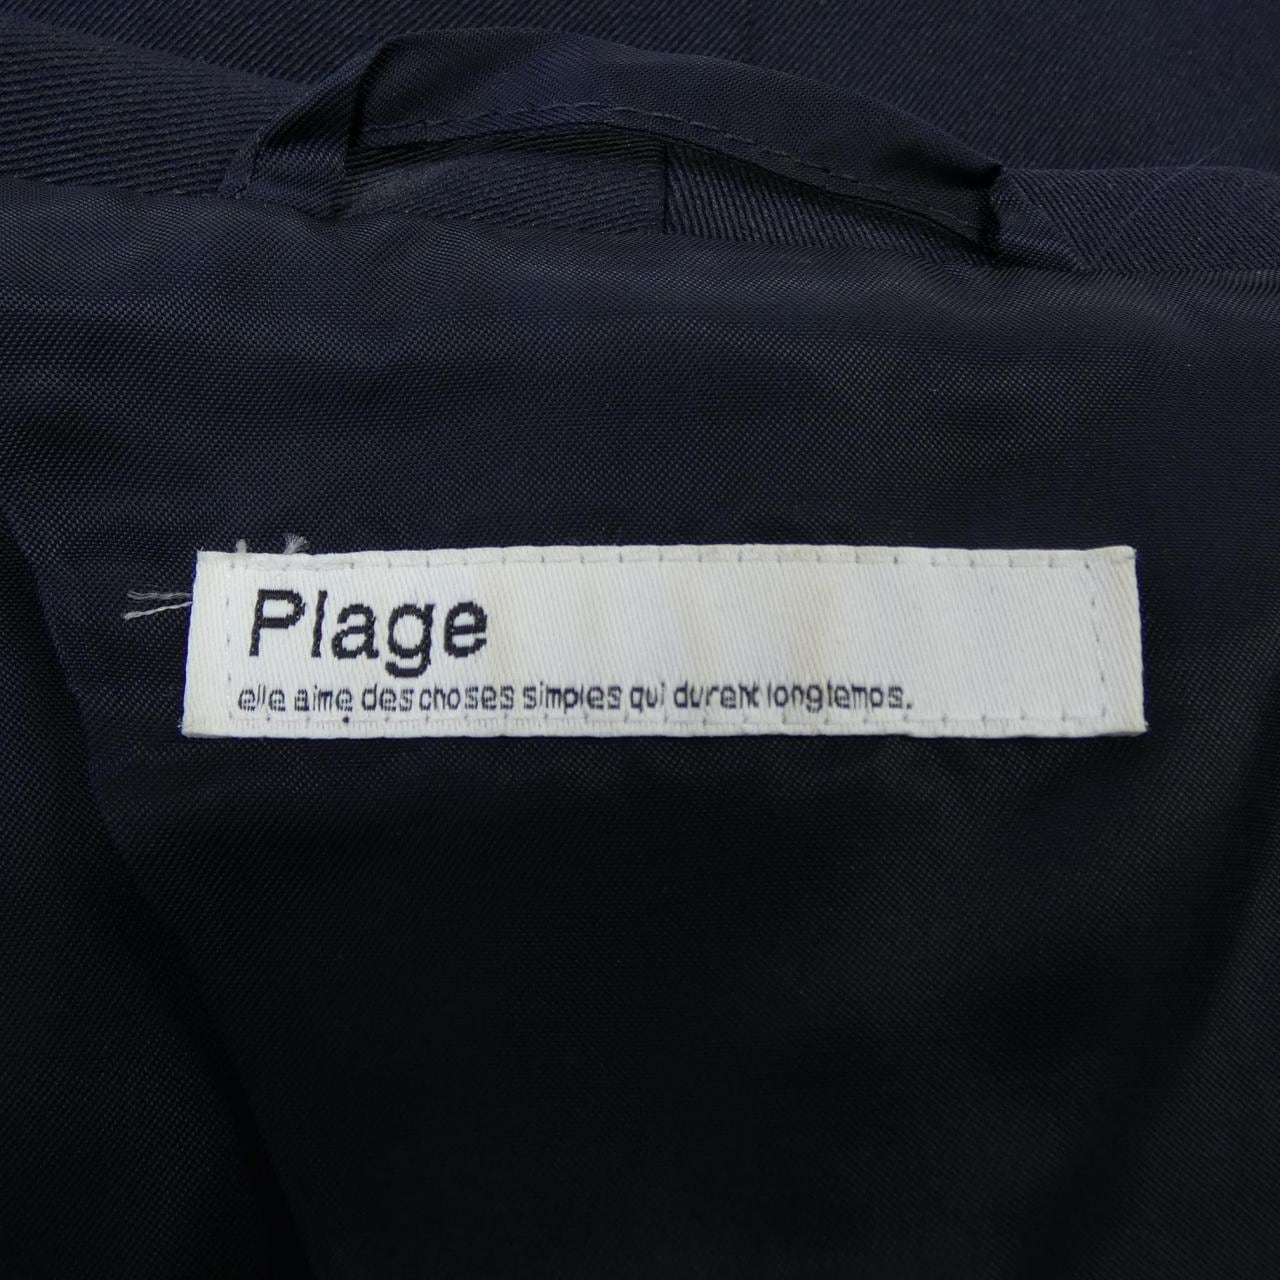 Plage
elle aime des choses simples qui durent longtemps.